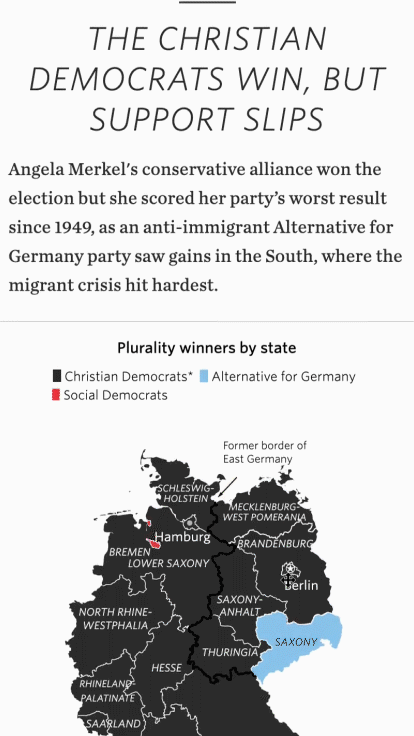 THE CHRISTIAN
DEMOCRATS WIN, BUT
SUPPORT SLIPS
Angela Merkel's conservative alliance won the
election but she scored her party’s worst result
since 1949, as an anti-immigrant Alternative for
Germany party saw gains in the South, where the
migrant crisis hit hardest.
Plurality winners by state
Christian Democrats* Alternative for Germany
Social Democrats
Former border of
East Germany
SCHLESWIG-
HOLSTEIN
MECKLENBURG-
WEST POMERANIA
Hamburg
BREMEN
BRANDENBURG
LOWER SAXONY
Berlin
SAXONY-
ANHALT
NORTH RHINE-
WESTPHALIA
SAXONY
THURINGIA
HESSE
RHINELAND-
PALATINATE
SAARLAND